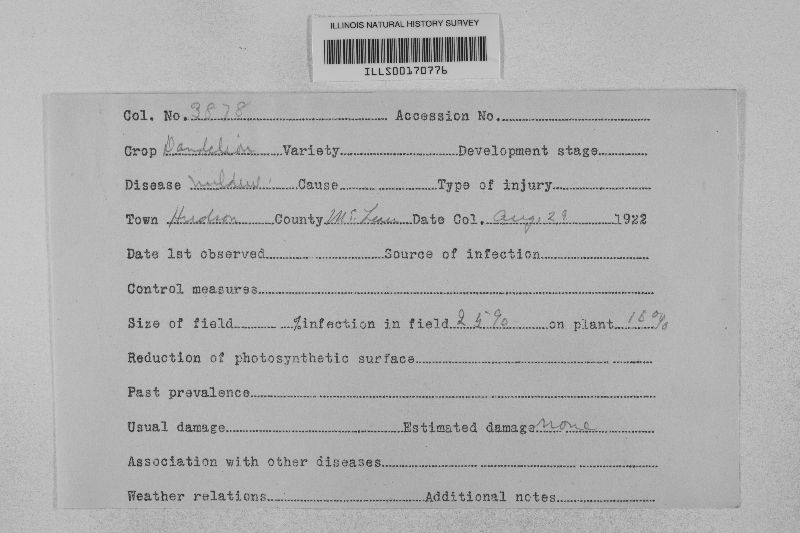 ILLINOIS NATURAL HISTORY SURVEY
ILLS00170776
Col. No. 3878 Accession No.
Crop Dandelion Variety Development stage
Disease mildew Cause Type of injury
Town Hudson County McLean Date Col. Aug. 29 1922
Date 1st observed Source of infection
Control measures
Size of field %infection in field 25% on plant 15%
Reduction of photosynthetic surface
Past prevalence
Usual damage Estimated damage none
Association with other diseases
Weather relations Additional notes